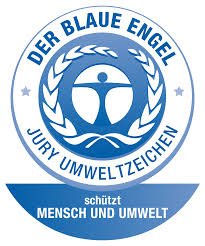 DER BLAUE ENGEL
JURY UMWELTZEICHEN
schützt
MENSCH UND UMWELT